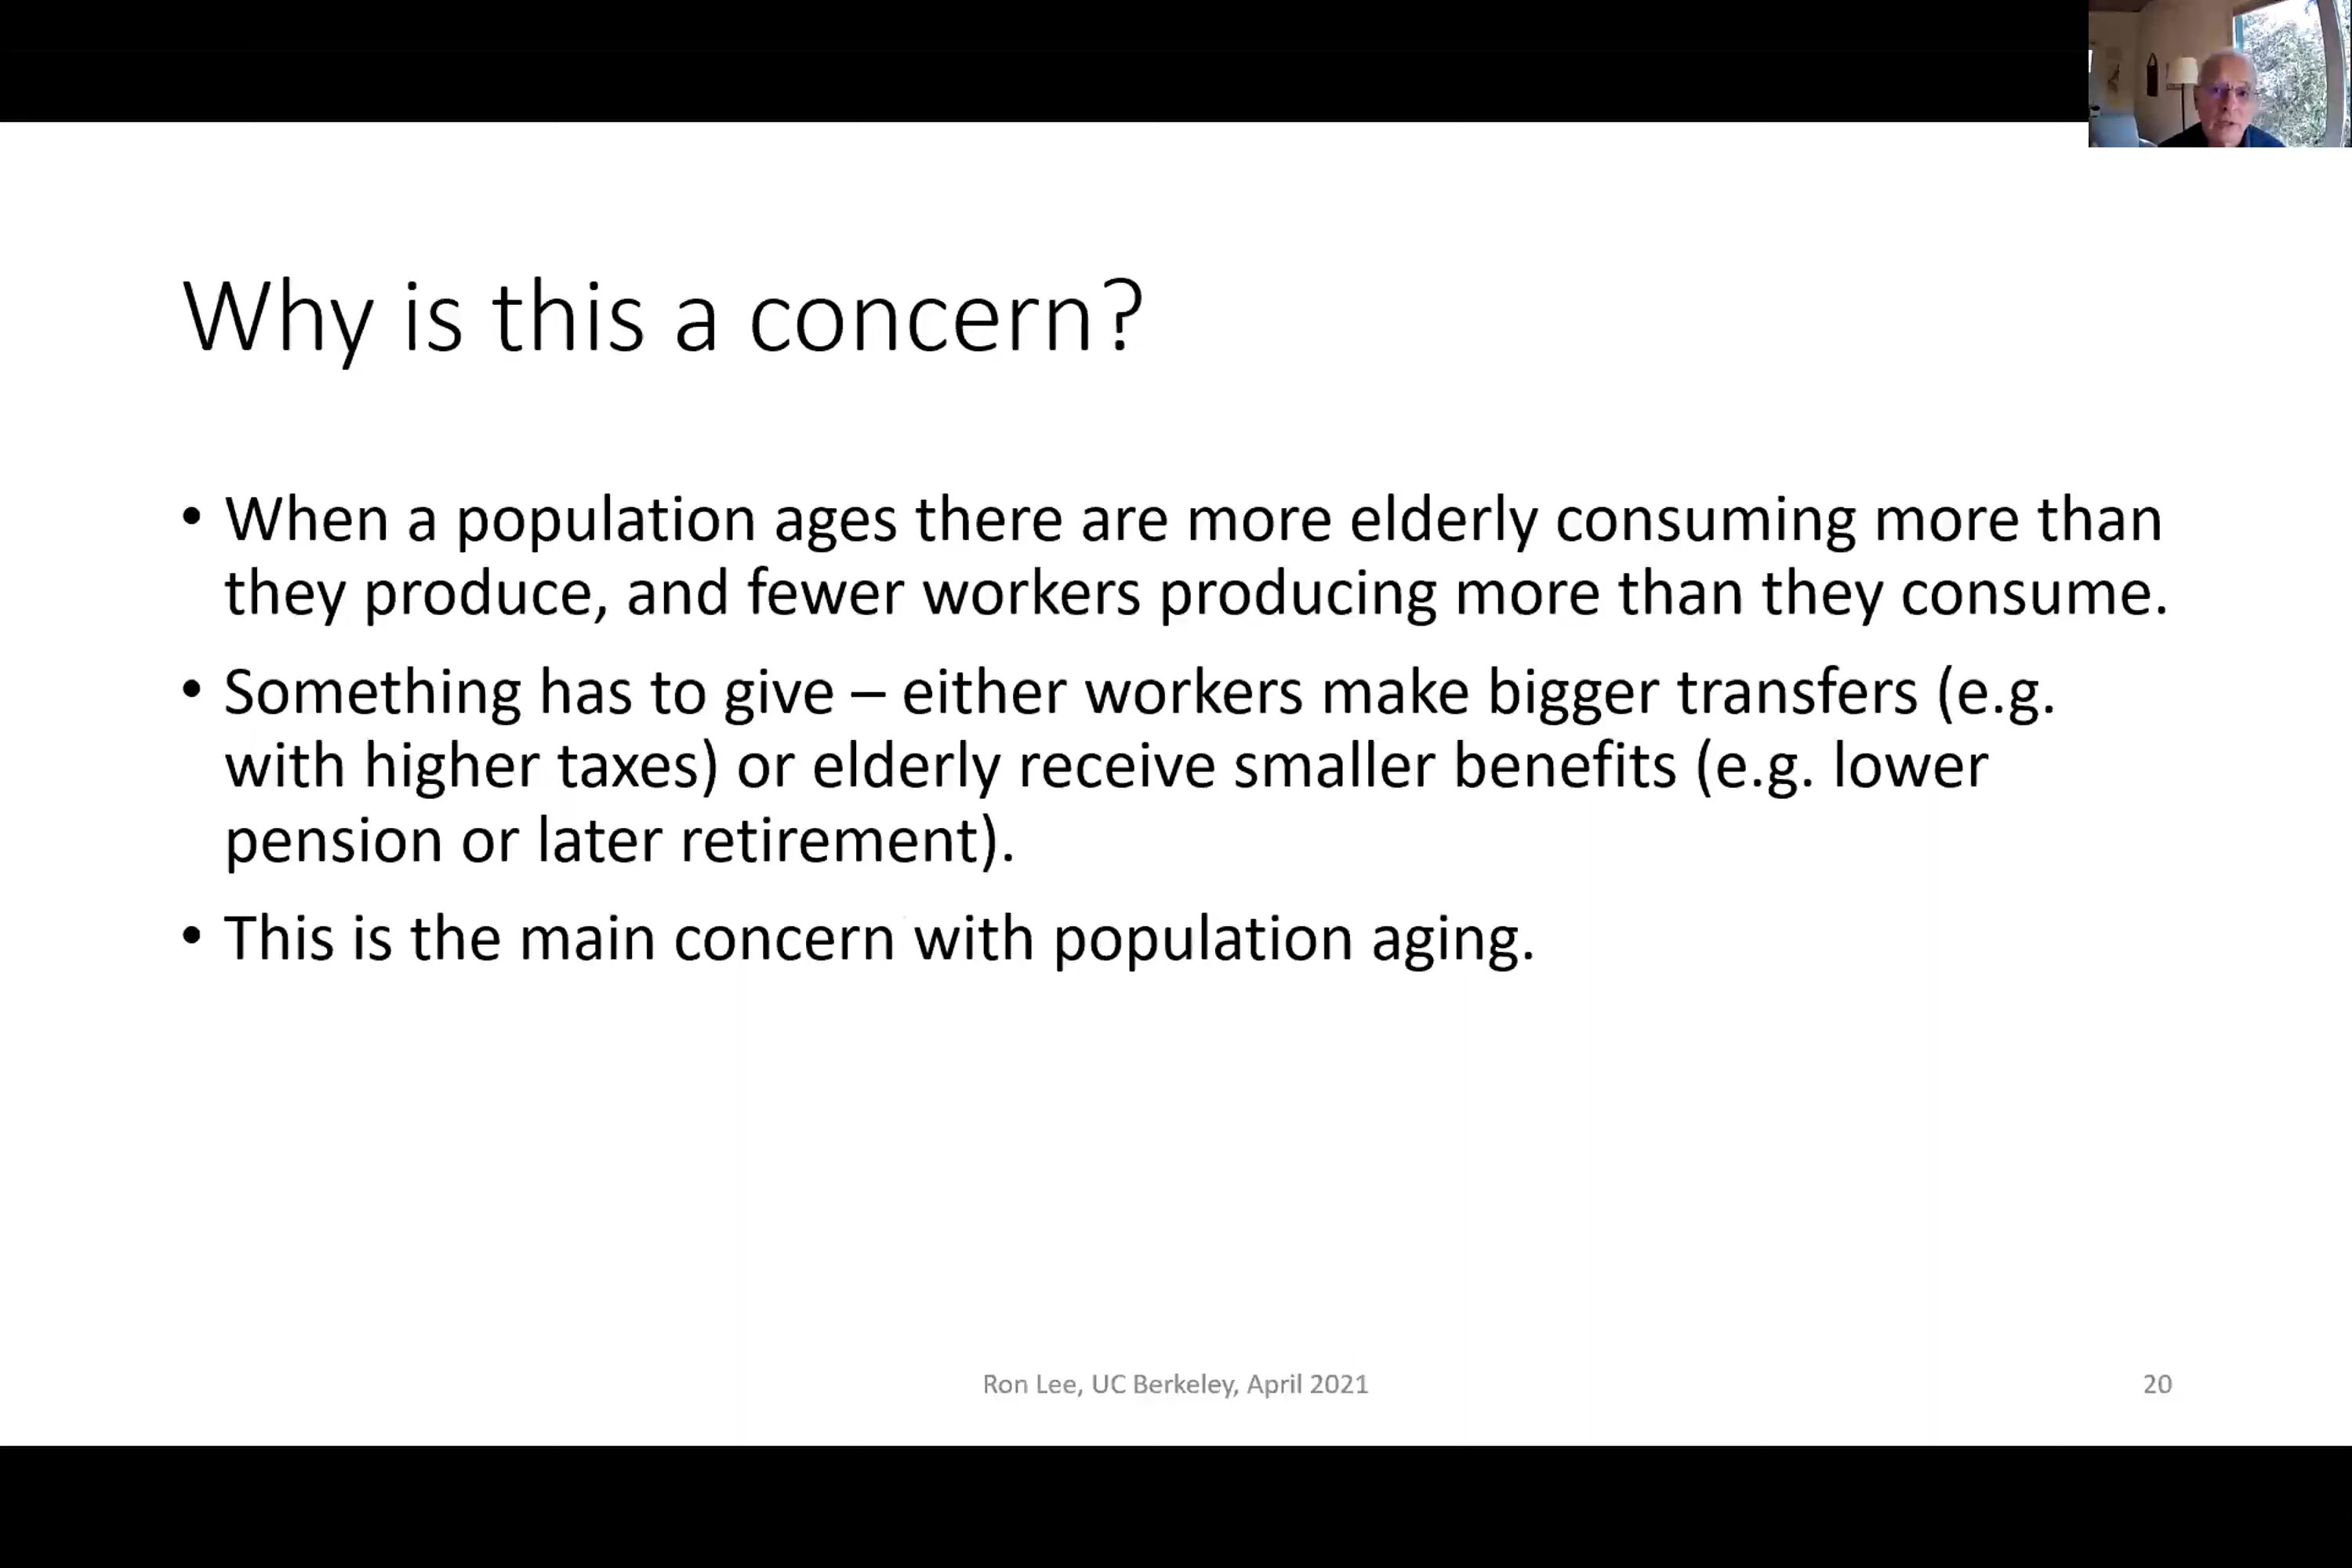 Why is this a concern?
• When a population ages there are more elderly consuming more than
they produce, and fewer workers producing more than they consume.
• Something has to give – either workers make bigger transfers (e.g.
with higher taxes) or elderly receive smaller benefits (e.g. lower
pension or later retirement).
• This is the main concern with population aging.
Ron Lee, UC Berkeley, April 2021
20